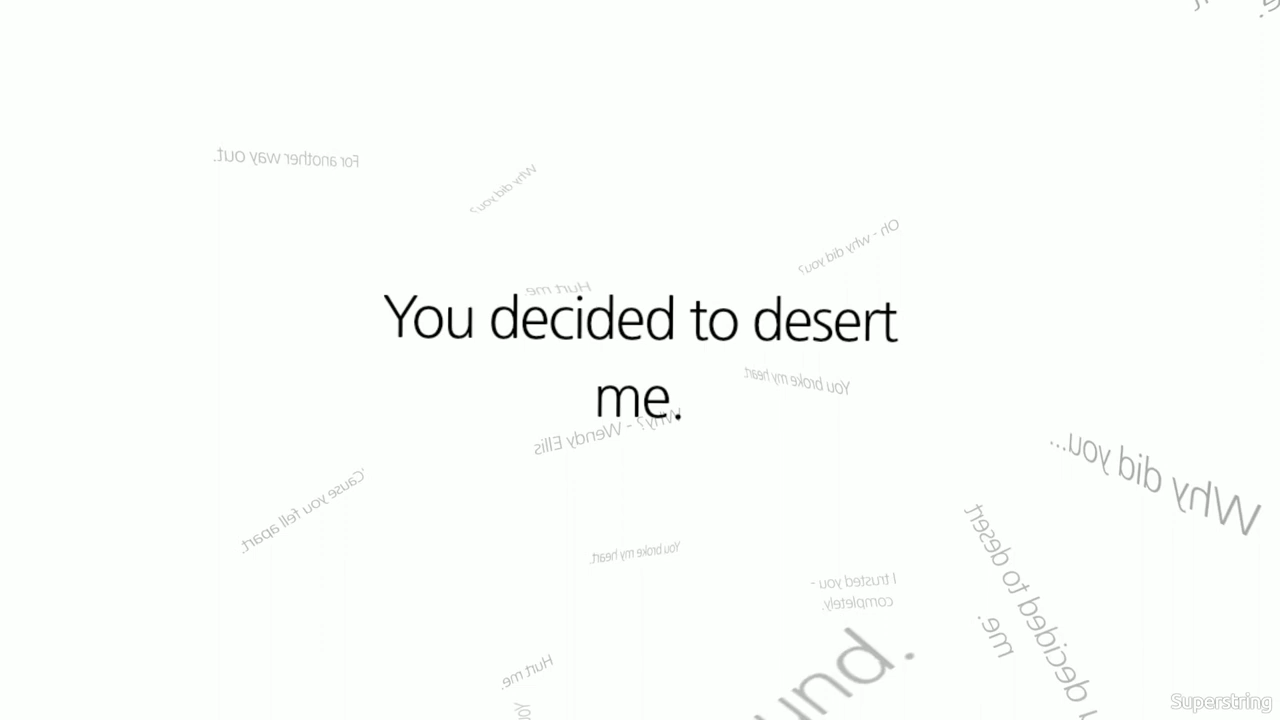 For another way out.
Why did you?
Oh - why did you?
Hurt me.
You decided to desert
me.
You broke my heart.
Why? - Wendy Ellis
Why did you...
'Cause you fell apart.
You decided to desert
me.
You broke my heart.
I trusted you -
completely.
Hurt me.
Superstring